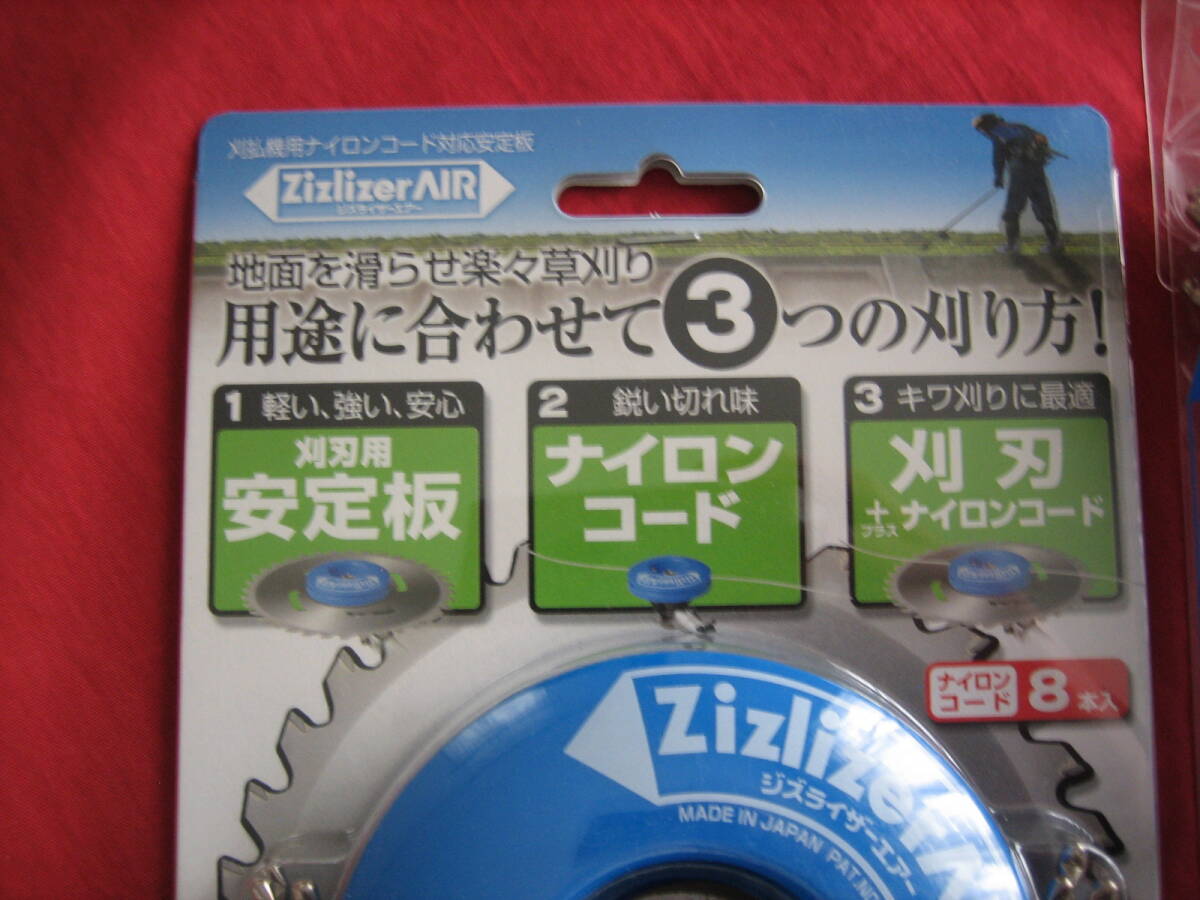 刈払機用ナイロンコード対応安定板
ZizlizerAIR
ジズライザーエアー
地面を滑らせ楽々草刈り
用途に合わせて3つの刈り方!
1 軽い、強い、安心
刈刃用
安定板
2 鋭い切れ味
ナイロン
コード
3 キワ刈りに最適
刈刃
+ナイロンコード
プラス
ナイロン
コード
8本入
Zizlizer
ジズライザーエアー
MADE IN JAPAN PAT.NO